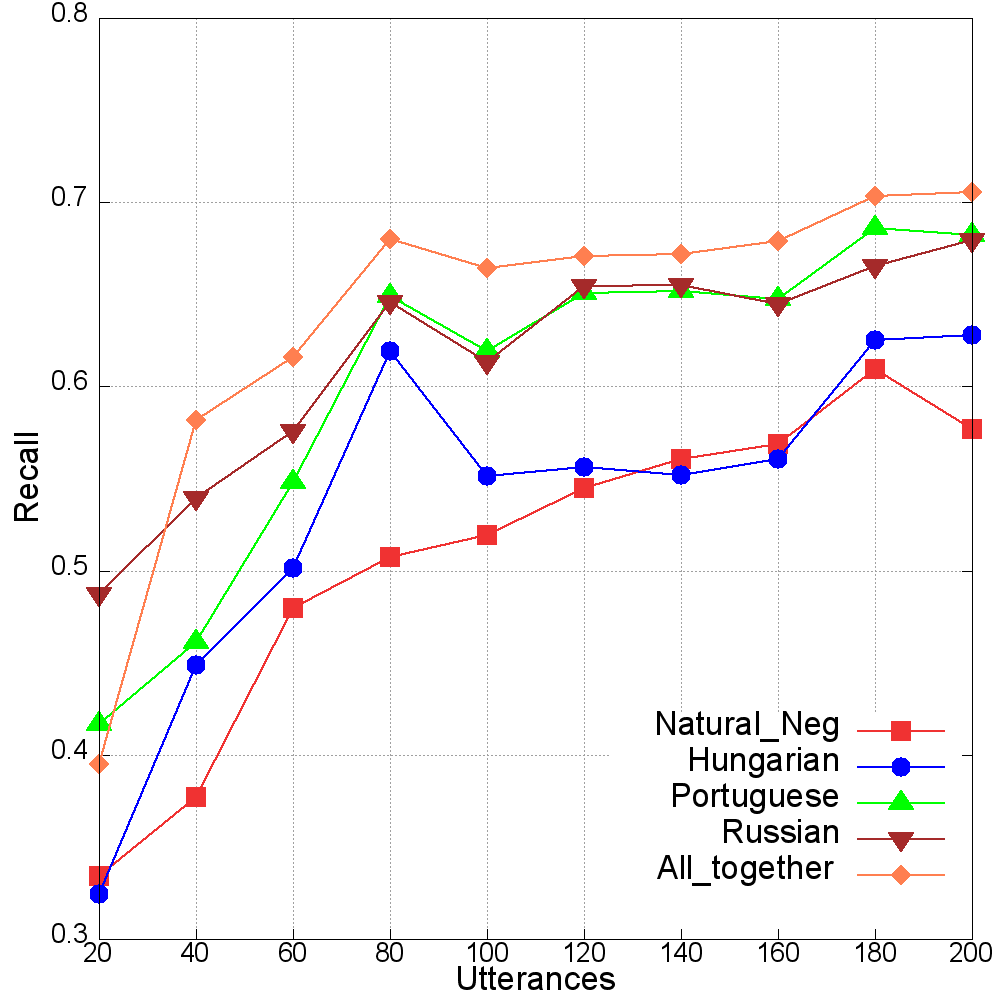 0.8
0.7
0.6
0.5
0.4
0.3
Recall
Natural_Neg
Hungarian
Portuguese
Russian
All_together
20 40 60 80 100 120 140 160 180 200
Utterances